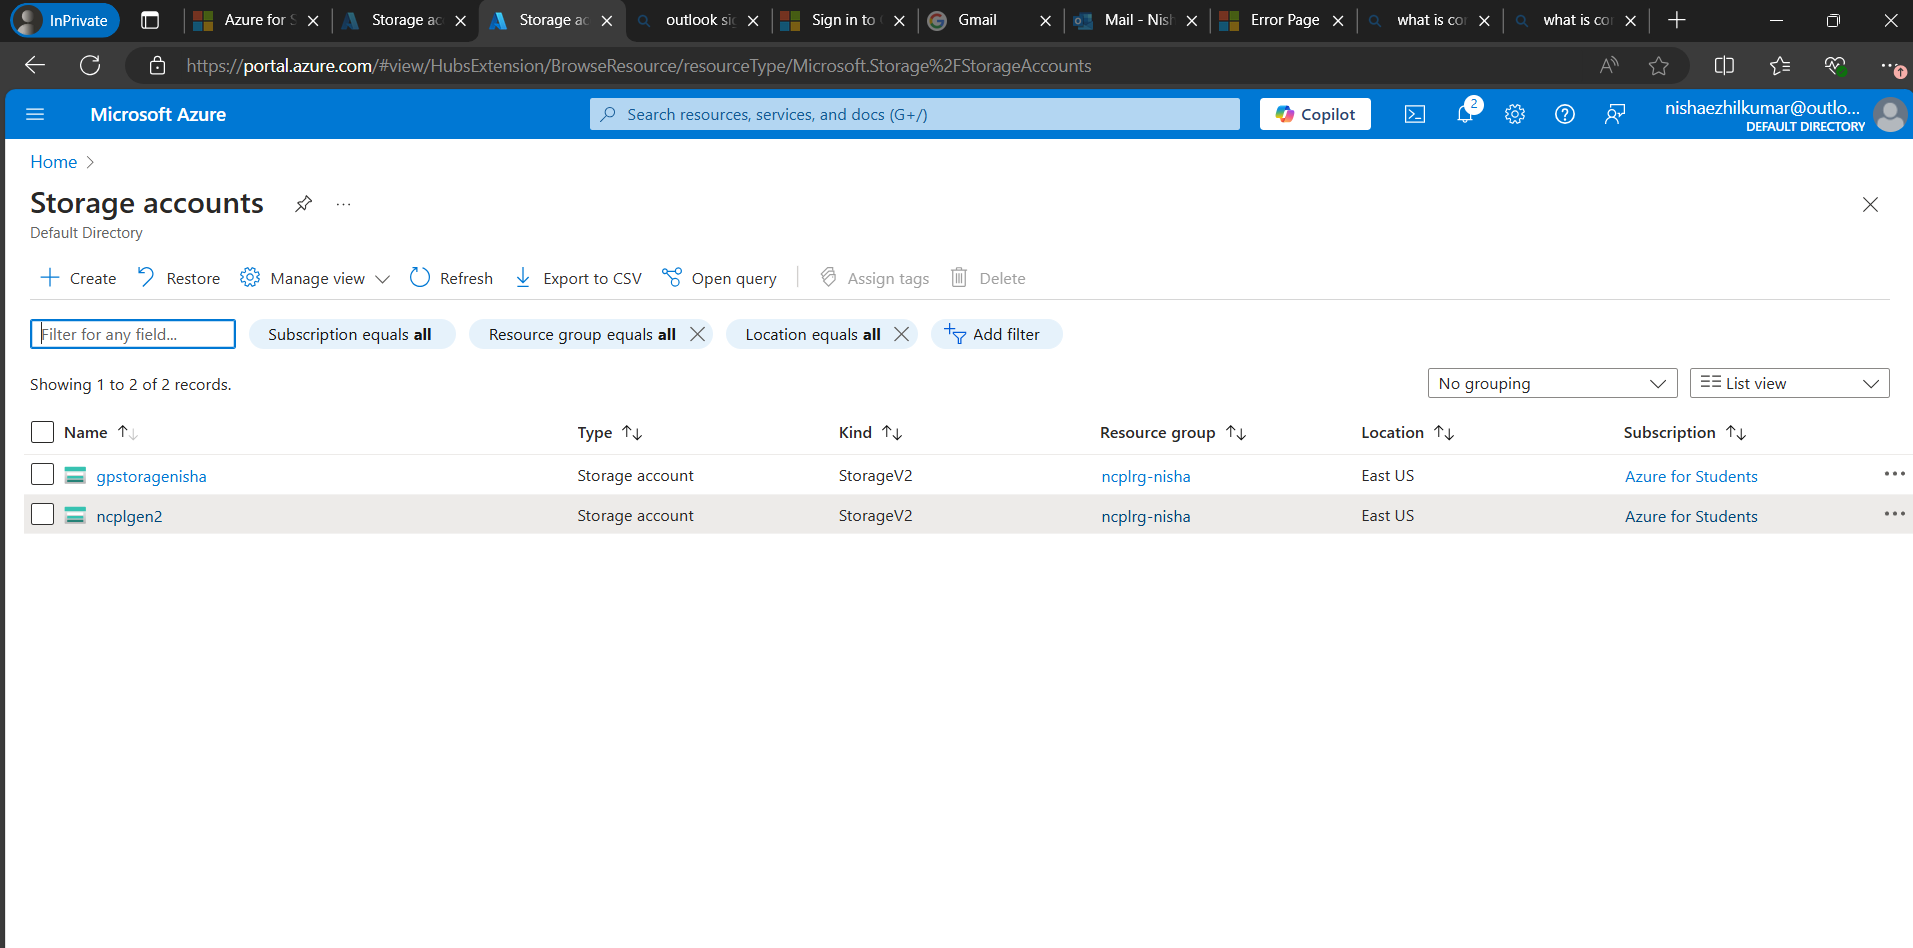 InPrivate
Azure for S
Storage ac
Storage ac
outlook sig
Sign in to
Gmail
Mail - Nish
Error Page
what is co
what is co
https://portal.azure.com/#view/HubsExtension/BrowseResource/resourceType/Microsoft.Storage%2FStorageAccounts
Microsoft Azure
Search resources, services, and docs (G+/)
Copilot
2
nishaezhilkumar@outlo...
DEFAULT DIRECTORY
Home
Storage accounts
Default Directory
Create Restore Manage view Refresh Export to CSV Open query Assign tags Delete
Filter for any field... Subscription equals all Resource group equals all Location equals all Add filter
Showing 1 to 2 of 2 records.
No grouping List view
Name Type Kind Resource group Location Subscription
gpstoragenisha Storage account StorageV2 ncplrg-nisha East US Azure for Students
ncplgen2 Storage account StorageV2 ncplrg-nisha East US Azure for Students